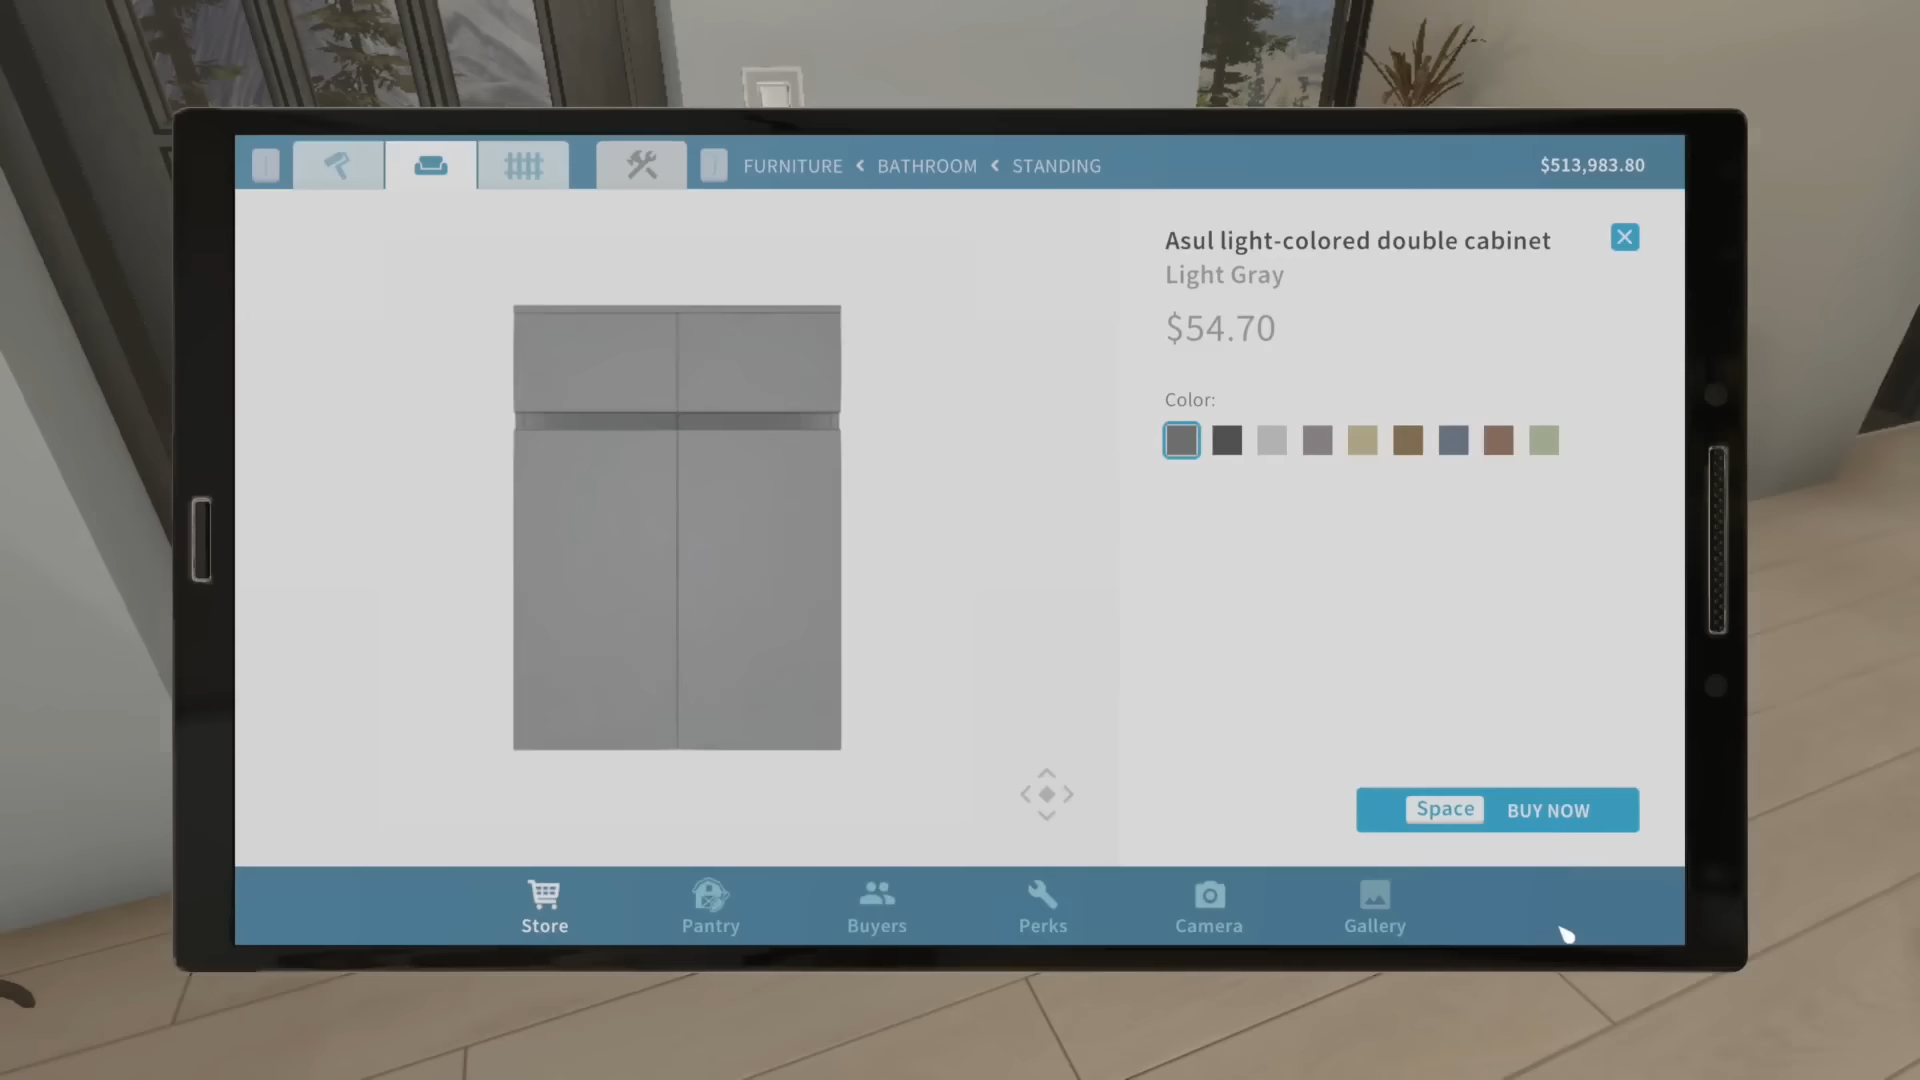 FURNITURE < BATHROOM < STANDING
$513,983.80
Asul light-colored double cabinet
Light Gray
$54.70
Color:
Space BUY NOW
Store Pantry Buyers Perks Camera Gallery